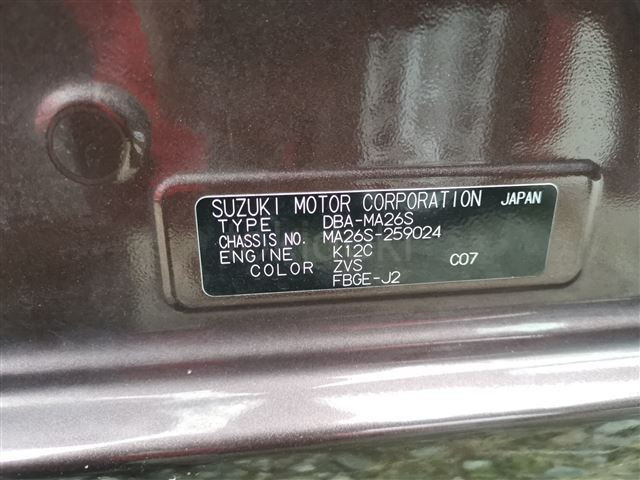 SUZUKI MOTOR CORPORATION JAPAN
TYPE DBA-MA26S
CHASSIS NO. MA26S-259024
ENGINE K12C
COLOR ZVS C07
FBGE-J2